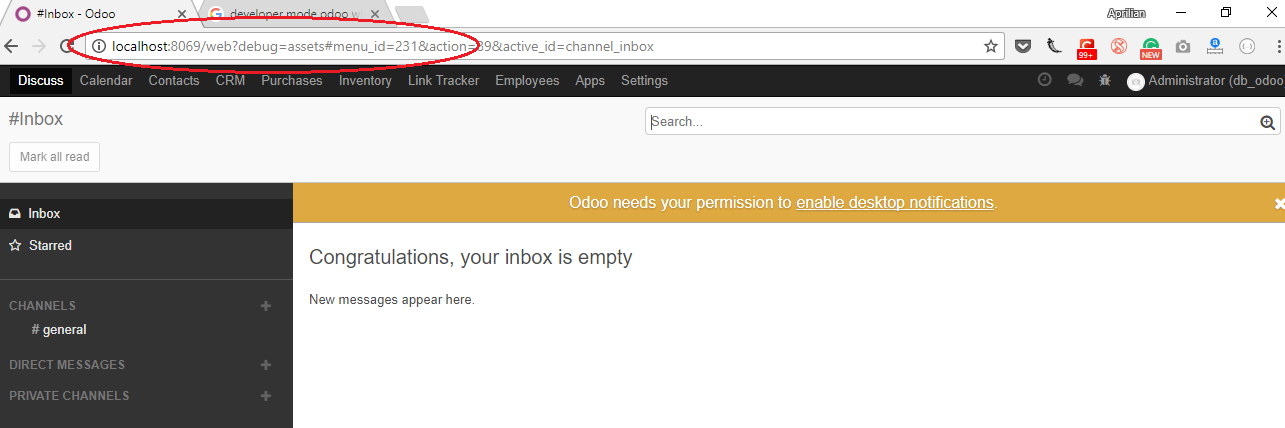 #Inbox - Odoo
developer mode odoo w
Aprilian
localhost:8069/web?debug=assets#menu_id=231&action=89&active_id=channel_inbox
99+
NEW
Discuss Calendar Contacts CRM Purchases Inventory Link Tracker Employees Apps Settings Administrator (db_odoo
#Inbox
Search...
Mark all read
Odoo needs your permission to enable desktop notifications.
Inbox
Starred
Congratulations, your inbox is empty
New messages appear here.
CHANNELS
# general
DIRECT MESSAGES
PRIVATE CHANNELS